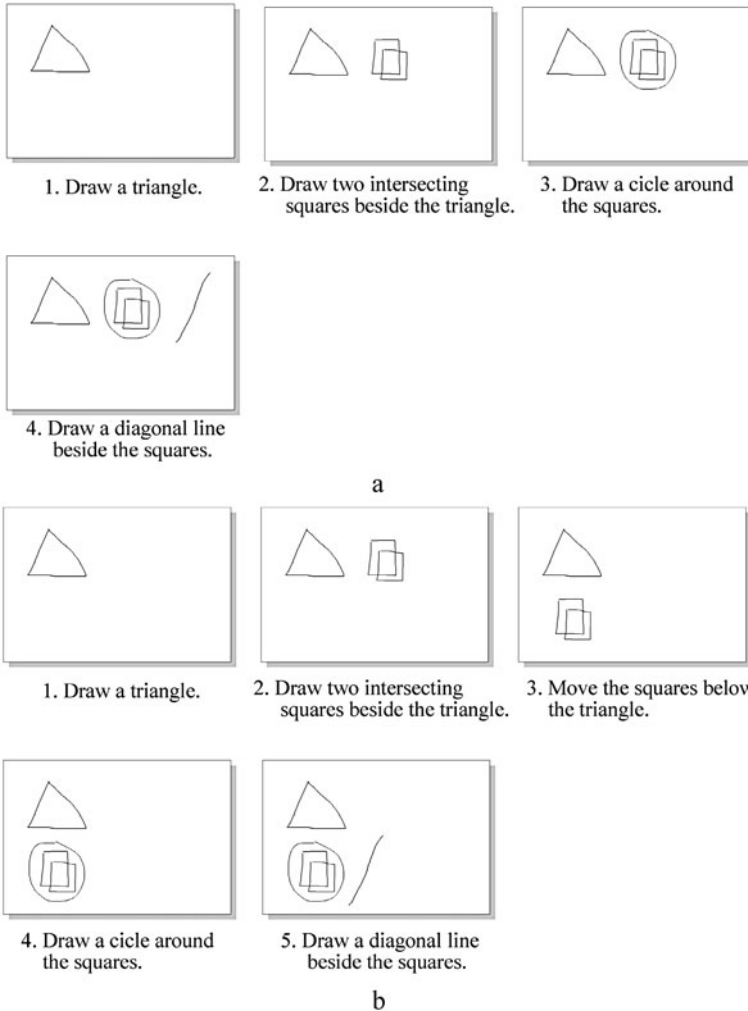 1. Draw a triangle.
2. Draw two intersecting
squares beside the triangle.
3. Draw a cicle around
the squares.
4. Draw a diagonal line
beside the squares.
a
1. Draw a triangle.
2. Draw two intersecting
squares beside the triangle.
3. Move the squares below
the triangle.
4. Draw a cicle around
the squares.
5. Draw a diagonal line
beside the squares.
b